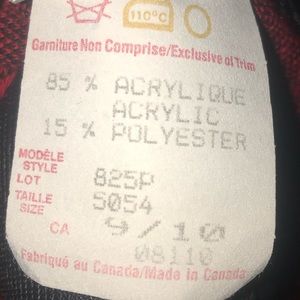 110°C
Garniture Non Comprise/Exclusive of Trim
85 % ACRYLIQUE
ACRYLIC
15 % POLYESTER
MODÈLE
STYLE
LOT 825P
TAILLE 5054
SIZE
CA 9/10
08110
Fabriqué au Canada/Made in Canada